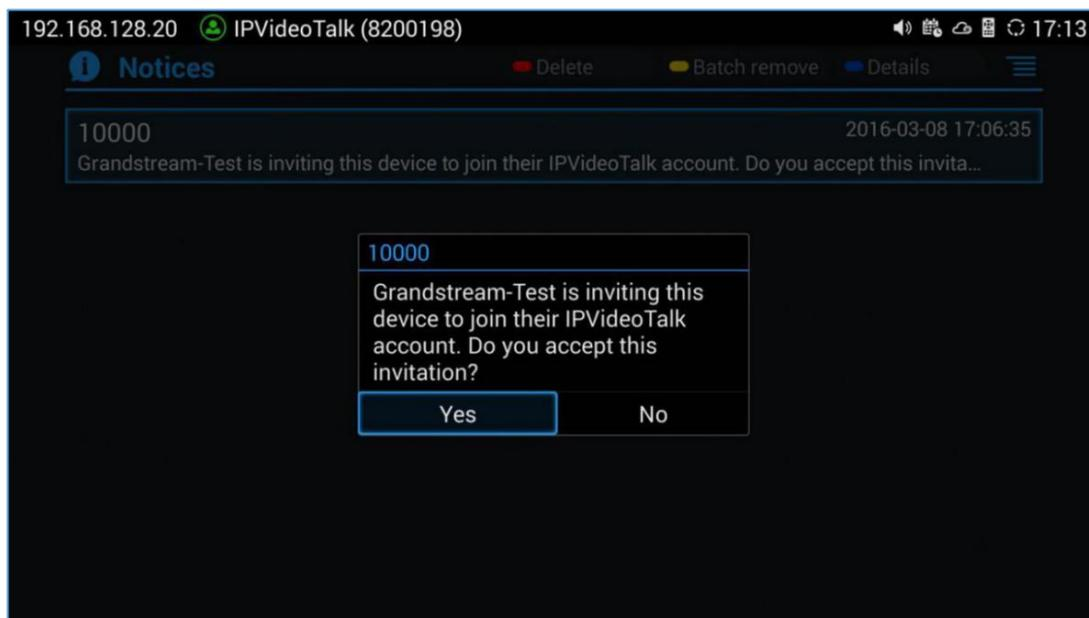 192.168.128.20 IPVideoTalk (8200198) 17:13
Notices Delete Batch remove Details
10000 2016-03-08 17:06:35
Grandstream-Test is inviting this device to join their IPVideoTalk account. Do you accept this invita...
10000
Grandstream-Test is inviting this
device to join their IPVideoTalk
account. Do you accept this
invitation?
Yes No